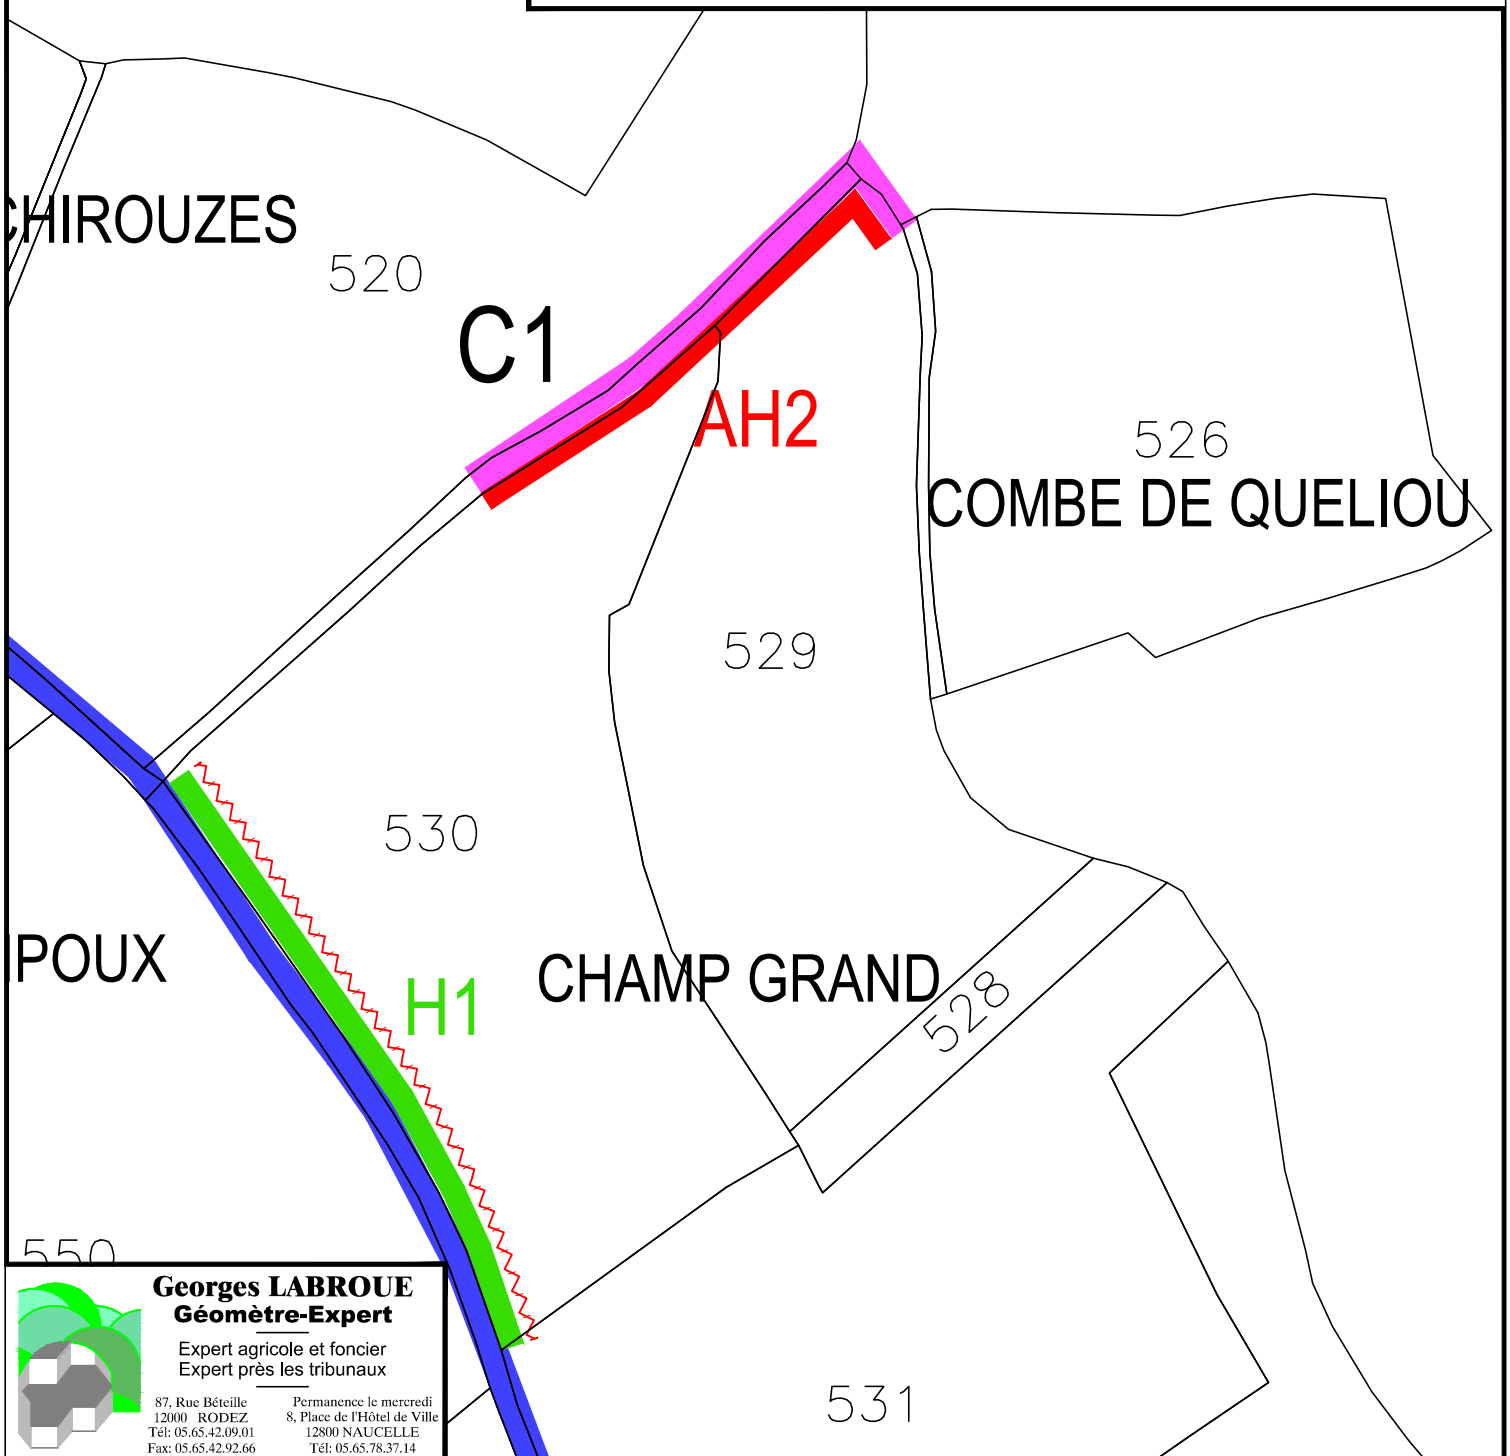 CHIROUZES
520
C1
AH2
526
COMBE DE QUELIOU
529
530
IPOUX
CHAMP GRAND
528
H1
550
531
Georges LABROUE
Géomètre-Expert
Expert agricole et foncier
Expert près les tribunaux
87, Rue Béteille
12000 RODEZ
Tél: 05.65.42.09.01
Fax: 05.65.42.92.66
Permanence le mercredi
8, Place de l'Hôtel de Ville
12800 NAUCELLE
Tél: 05.65.78.37.14